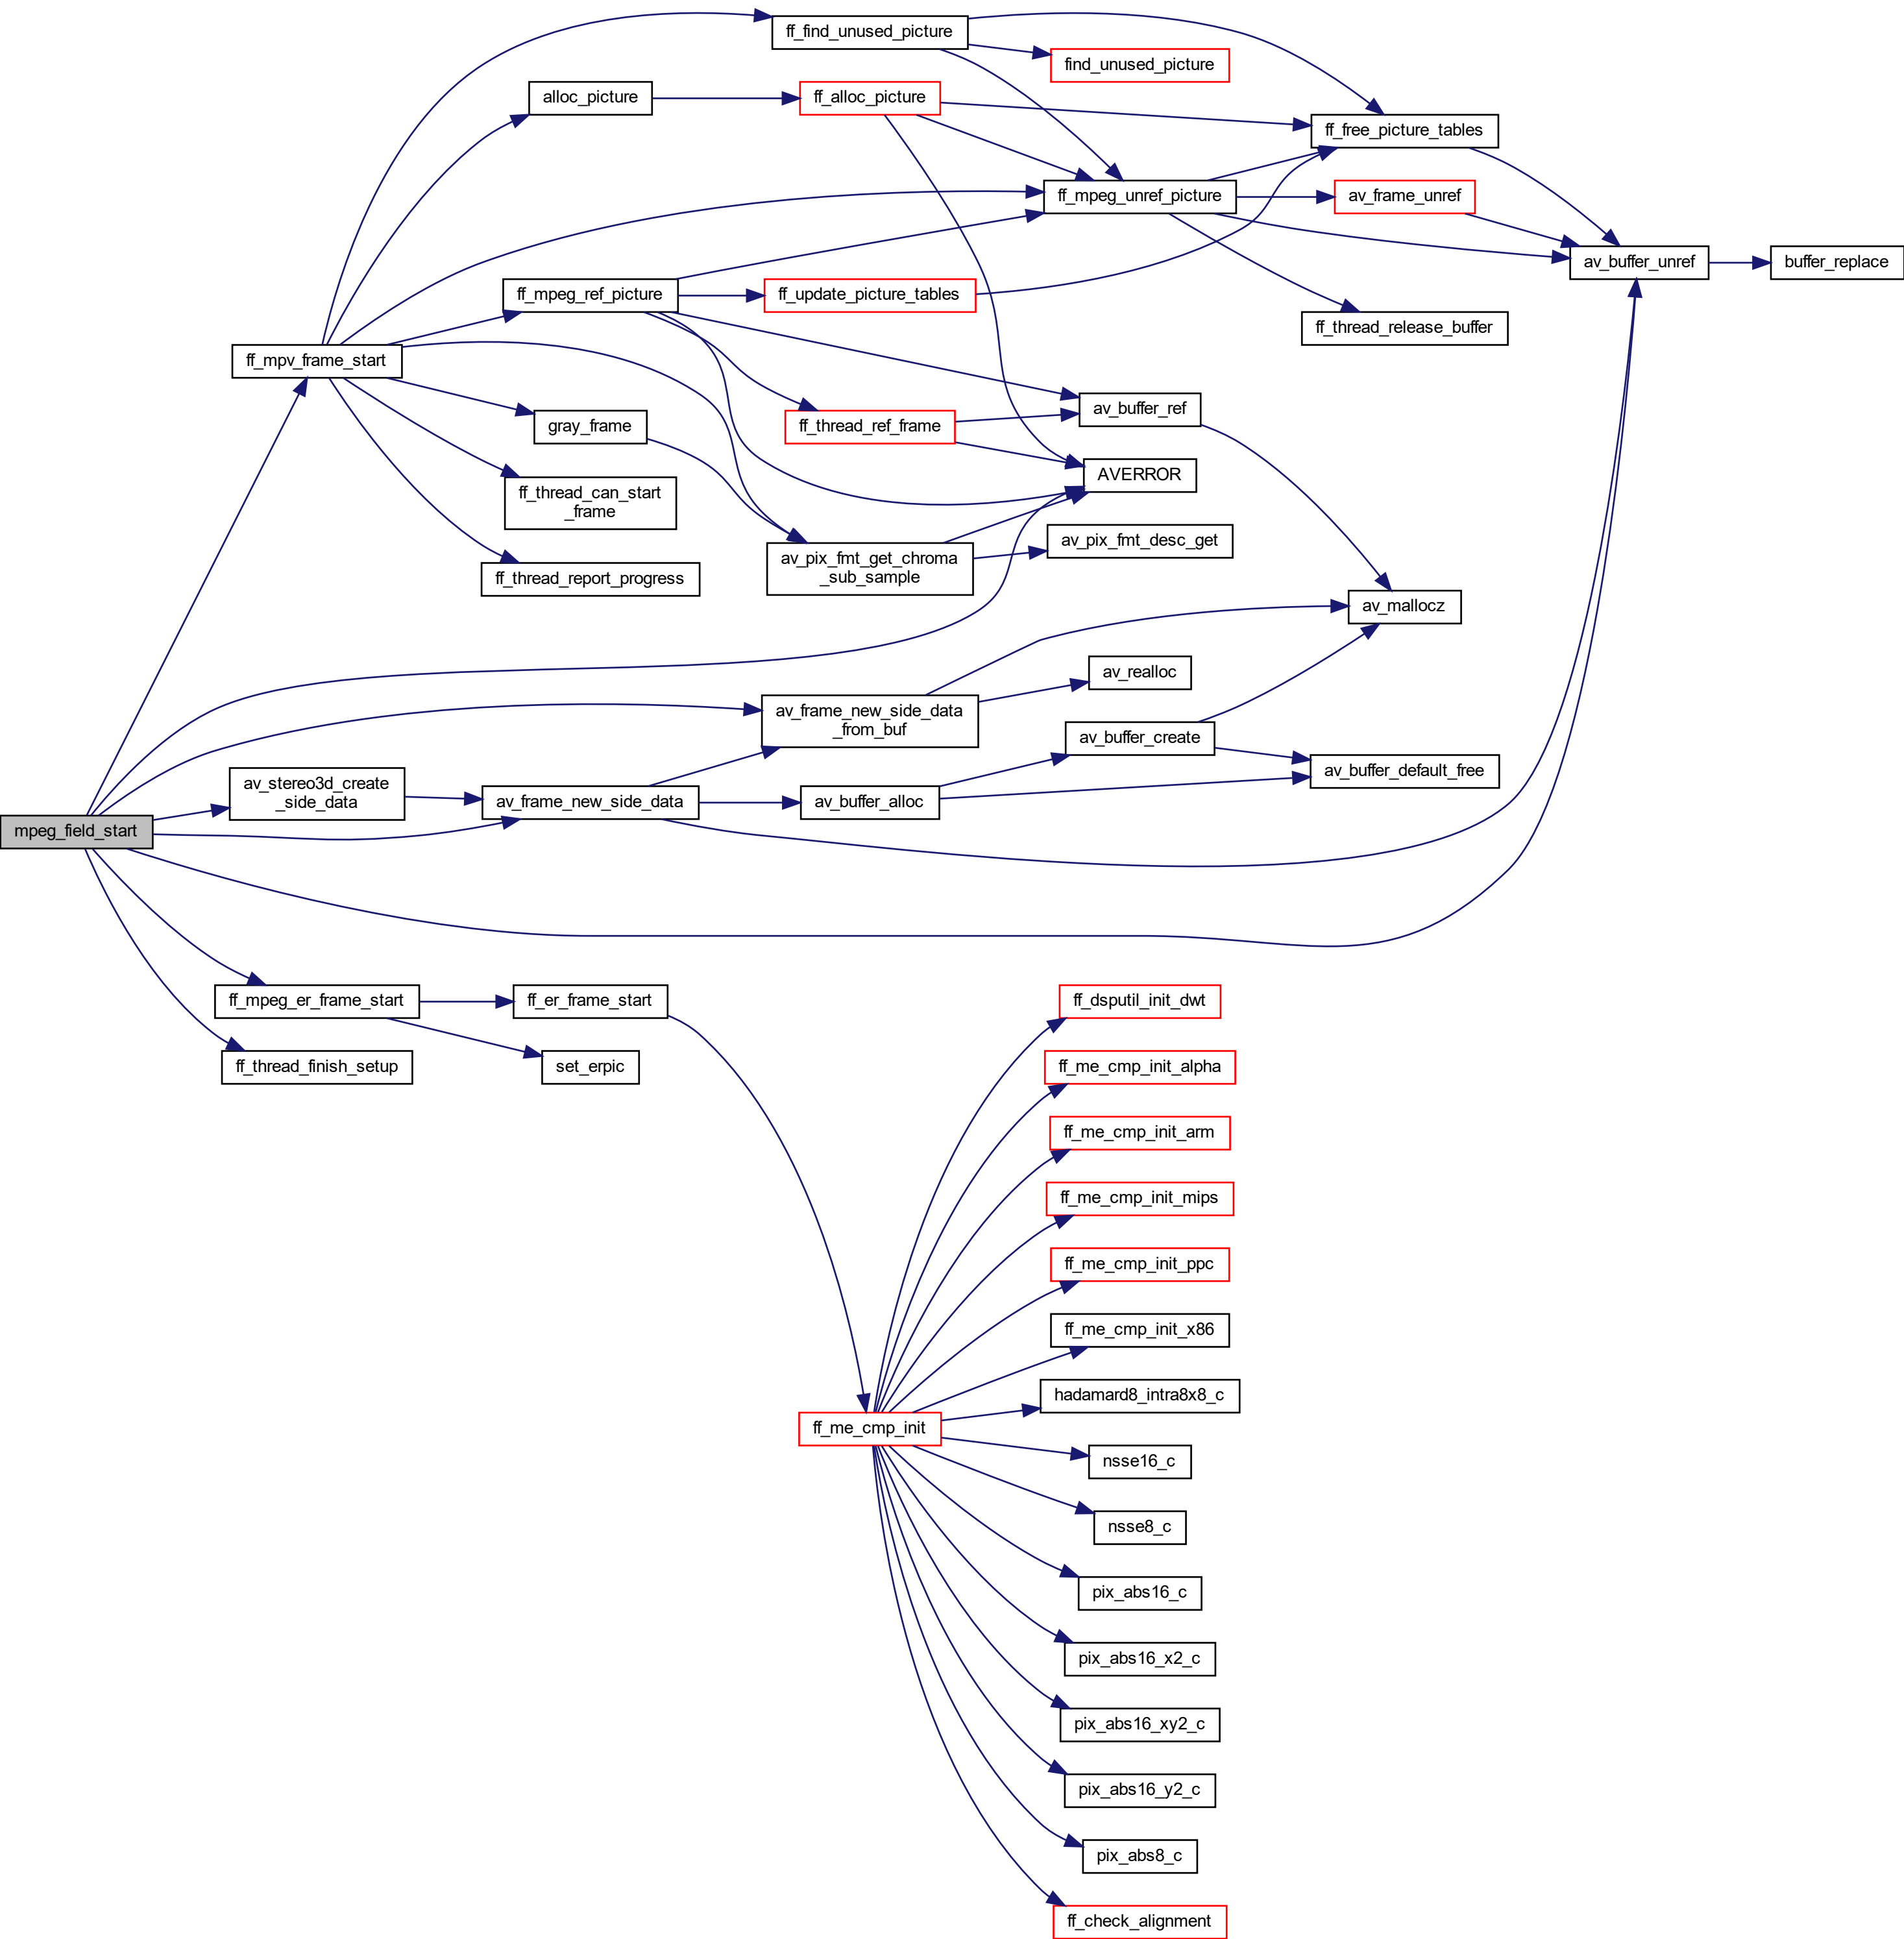 ff_find_unused_picture
find_unused_picture
alloc_picture
ff_alloc_picture
ff_free_picture_tables
ff_mpeg_unref_picture
av_frame_unref
av_buffer_unref
buffer_replace
ff_mpeg_ref_picture
ff_update_picture_tables
ff_thread_release_buffer
ff_mpv_frame_start
gray_frame
ff_thread_ref_frame
av_buffer_ref
ff_thread_can_start
_frame
AVERROR
av_pix_fmt_desc_get
ff_thread_report_progress
av_pix_fmt_get_chroma
_sub_sample
av_mallocz
av_realloc
av_frame_new_side_data
_from_buf
av_buffer_create
av_buffer_default_free
av_stereo3d_create
_side_data
av_frame_new_side_data
av_buffer_alloc
mpeg_field_start
ff_mpeg_er_frame_start
ff_er_frame_start
ff_dsputil_init_dwt
ff_thread_finish_setup
set_erpic
ff_me_cmp_init_alpha
ff_me_cmp_init_arm
ff_me_cmp_init_mips
ff_me_cmp_init_ppc
ff_me_cmp_init_x86
hadamard8_intra8x8_c
ff_me_cmp_init
nsse16_c
nsse8_c
pix_abs16_c
pix_abs16_x2_c
pix_abs16_xy2_c
pix_abs16_y2_c
pix_abs8_c
ff_check_alignment